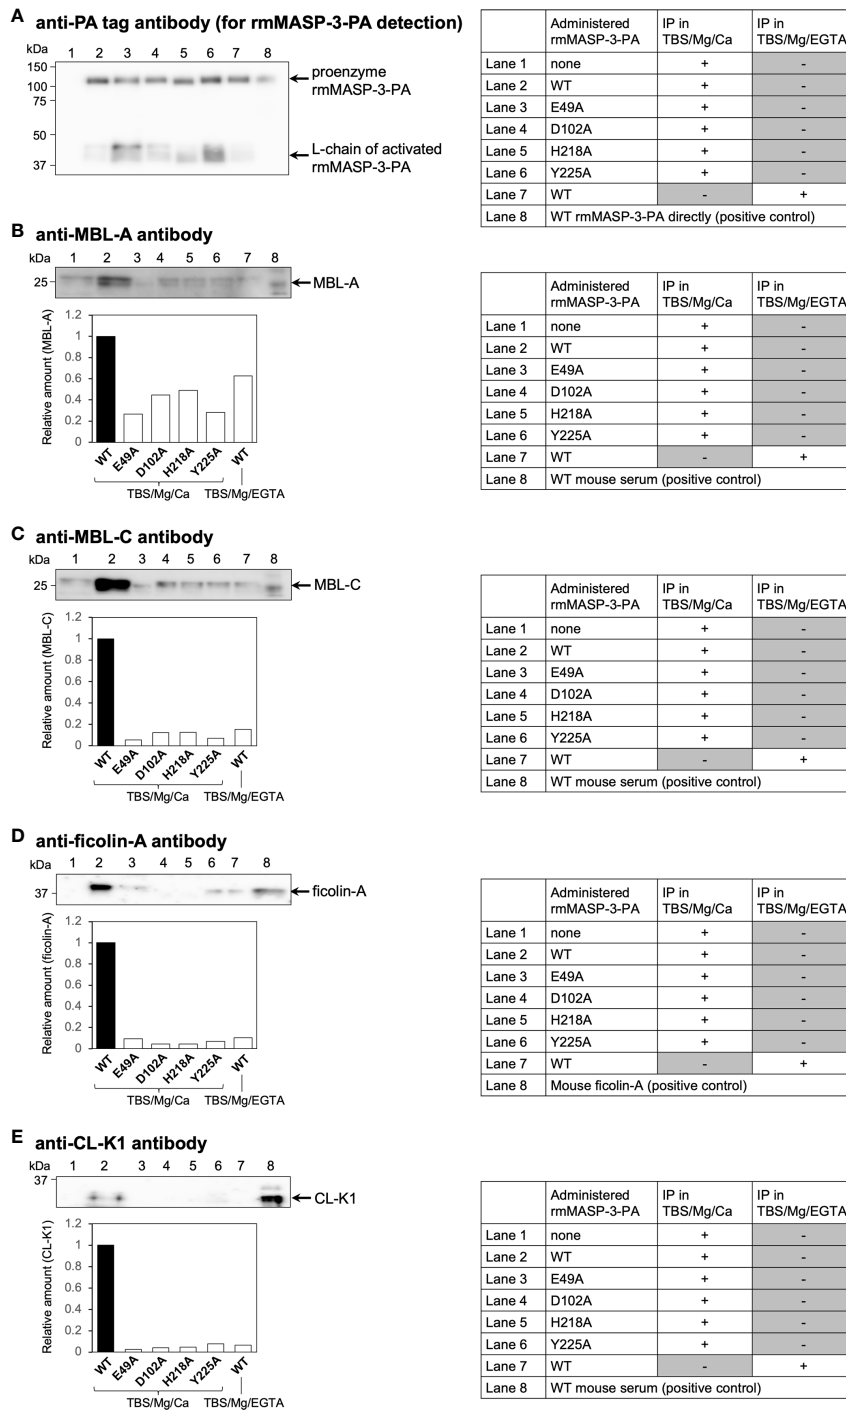 A anti-PA tag antibody (for rmMASP-3-PA detection)
kDa 1 2 3 4 5 6 7 8
150
100
75
50
37
proenzyme
rmMASP-3-PA
L-chain of activated
rmMASP-3-PA
Administered IP in IP in
rmMASP-3-PA TBS/Mg/Ca TBS/Mg/EGTA
Lane 1 none + -
Lane 2 WT + -
Lane 3 E49A + -
Lane 4 D102A + -
Lane 5 H218A + -
Lane 6 Y225A + -
Lane 7 WT - +
Lane 8 WT rmMASP-3-PA directly (positive control)
B anti-MBL-A antibody
kDa 1 2 3 4 5 6 7 8
25
MBL-A
Relative amount (MBL-A)
1.2
1
0.8
0.6
0.4
0.2
0
WT E49A D102A H218A Y225A WT
TBS/Mg/Ca TBS/Mg/EGTA
Administered IP in IP in
rmMASP-3-PA TBS/Mg/Ca TBS/Mg/EGTA
Lane 1 none + -
Lane 2 WT + -
Lane 3 E49A + -
Lane 4 D102A + -
Lane 5 H218A + -
Lane 6 Y225A + -
Lane 7 WT - +
Lane 8 WT mouse serum (positive control)
C anti-MBL-C antibody
kDa 1 2 3 4 5 6 7 8
25
MBL-C
Relative amount (MBL-C)
1.2
1
0.8
0.6
0.4
0.2
0
WT E49A D102A H218A Y225A WT
TBS/Mg/Ca TBS/Mg/EGTA
Administered IP in IP in
rmMASP-3-PA TBS/Mg/Ca TBS/Mg/EGTA
Lane 1 none + -
Lane 2 WT + -
Lane 3 E49A + -
Lane 4 D102A + -
Lane 5 H218A + -
Lane 6 Y225A + -
Lane 7 WT - +
Lane 8 WT mouse serum (positive control)
D anti-ficolin-A antibody
kDa 1 2 3 4 5 6 7 8
37
ficolin-A
Relative amount (ficolin-A)
1.2
1
0.8
0.6
0.4
0.2
0
WT E49A D102A H218A Y225A WT
TBS/Mg/Ca TBS/Mg/EGTA
Administered IP in IP in
rmMASP-3-PA TBS/Mg/Ca TBS/Mg/EGTA
Lane 1 none + -
Lane 2 WT + -
Lane 3 E49A + -
Lane 4 D102A + -
Lane 5 H218A + -
Lane 6 Y225A + -
Lane 7 WT - +
Lane 8 Mouse ficolin-A (positive control)
E anti-CL-K1 antibody
kDa 1 2 3 4 5 6 7 8
37
CL-K1
Relative amount (CL-K1)
1.2
1
0.8
0.6
0.4
0.2
0
WT E49A D102A H218A Y225A WT
TBS/Mg/Ca TBS/Mg/EGTA
Administered IP in IP in
rmMASP-3-PA TBS/Mg/Ca TBS/Mg/EGTA
Lane 1 none + -
Lane 2 WT + -
Lane 3 E49A + -
Lane 4 D102A + -
Lane 5 H218A + -
Lane 6 Y225A + -
Lane 7 WT - +
Lane 8 WT mouse serum (positive control)